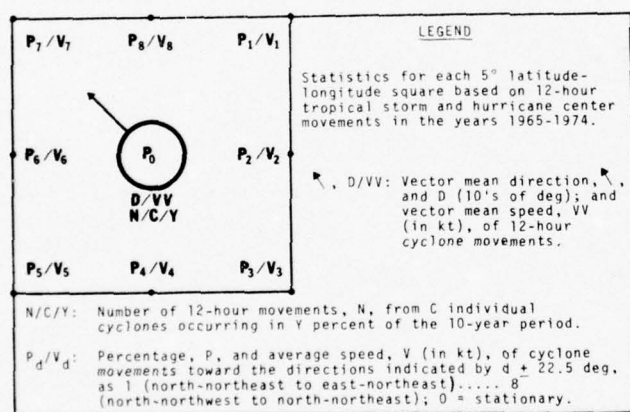 P7/V7 P8/V8 P1/V1
P6/V6 P0 P2/V2
D/VV
N/C/Y
P5/V5 P4/V4 P3/V3
LEGEND
Statistics for each 5° latitude-
longitude square based on 12-hour
tropical storm and hurricane center
movements in the years 1965-1974.
, D/VV: Vector mean direction, ,
and D (10's of deg); and
vector mean speed, VV
(in kt), of 12-hour
cyclone movements.
N/C/Y: Number of 12-hour movements, N, from C individual
cyclones occurring in Y percent of the 10-year period.
Pd/Vd: Percentage, P, and average speed, V (in kt), of cyclone
movements toward the directions indicated by d ± 22.5 deg,
as 1 (north-northeast to east-northeast)..... 8
(north-northwest to north-northeast); 0 = stationary.